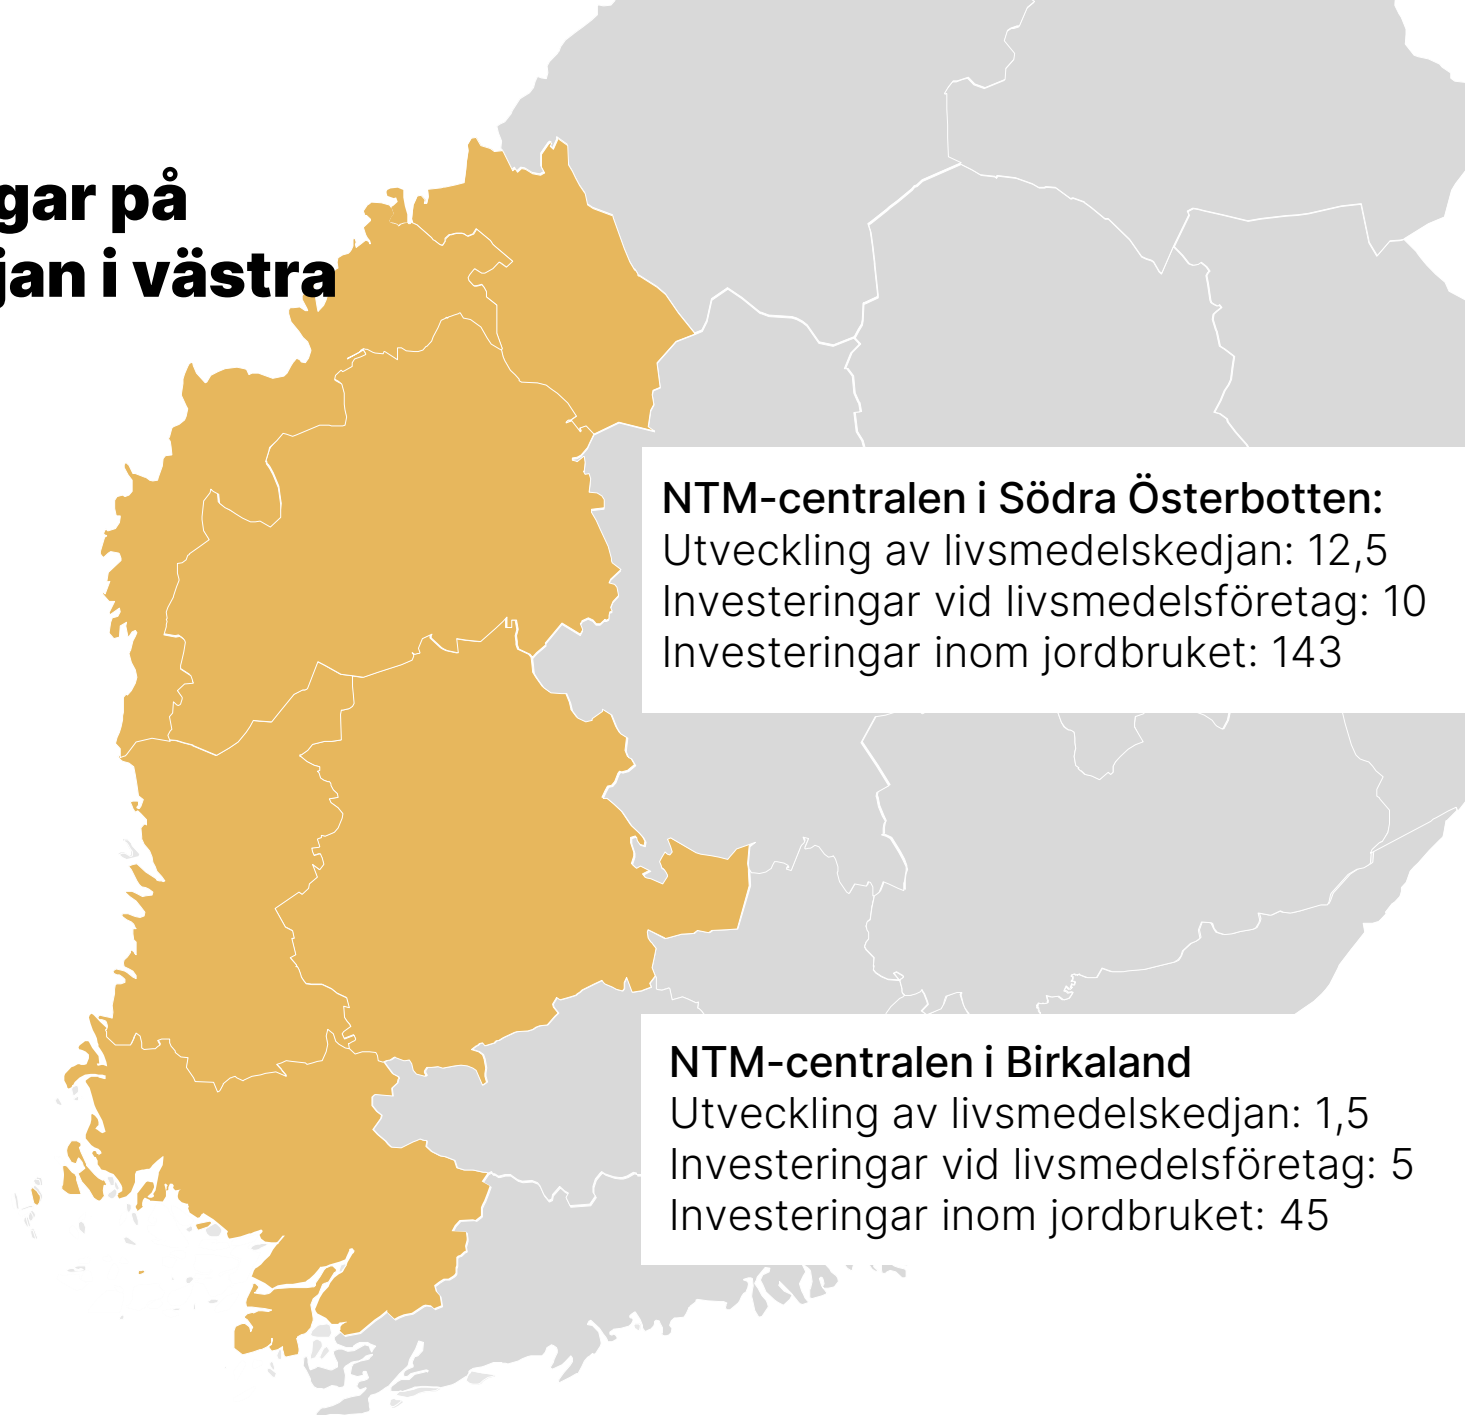 gar på
jan i västra
NTM-centralen i Södra Österbotten:
Utveckling av livsmedelskedjan: 12,5
Investeringar vid livsmedelsföretag: 10
Investeringar inom jordbruket: 143
NTM-centralen i Birkaland
Utveckling av livsmedelskedjan: 1,5
Investeringar vid livsmedelsföretag: 5
Investeringar inom jordbruket: 45